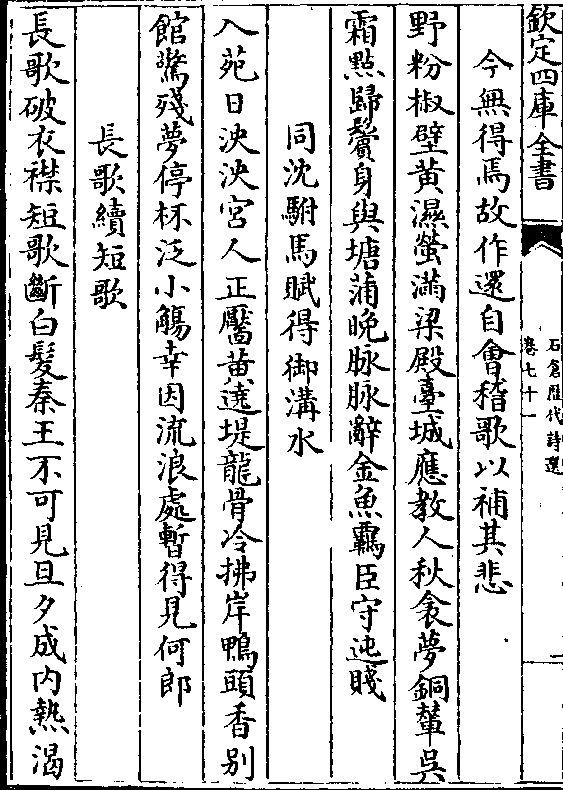 欽定四庫全書
石倉歷代詩選
卷七十一
今無得焉故作還自會稽歌以補其悲
野粉椒壁黃濕螢滿梁殿臺城應教人秋衾夢銅輦吳
霜點歸鬢身與塘蒲晚脉脉辭金魚羈臣守迍賤
同沈駙馬賦得御溝水
入苑日泱泱宮人正靨黃遶堤龍骨冷拂岸鴨頭香别
館驚殘夢停杯泛小觴幸因流浪處暫得見何郎
長歌續短歌
長歌破衣襟短歌斷白髮秦王不可見旦夕成内熱渴